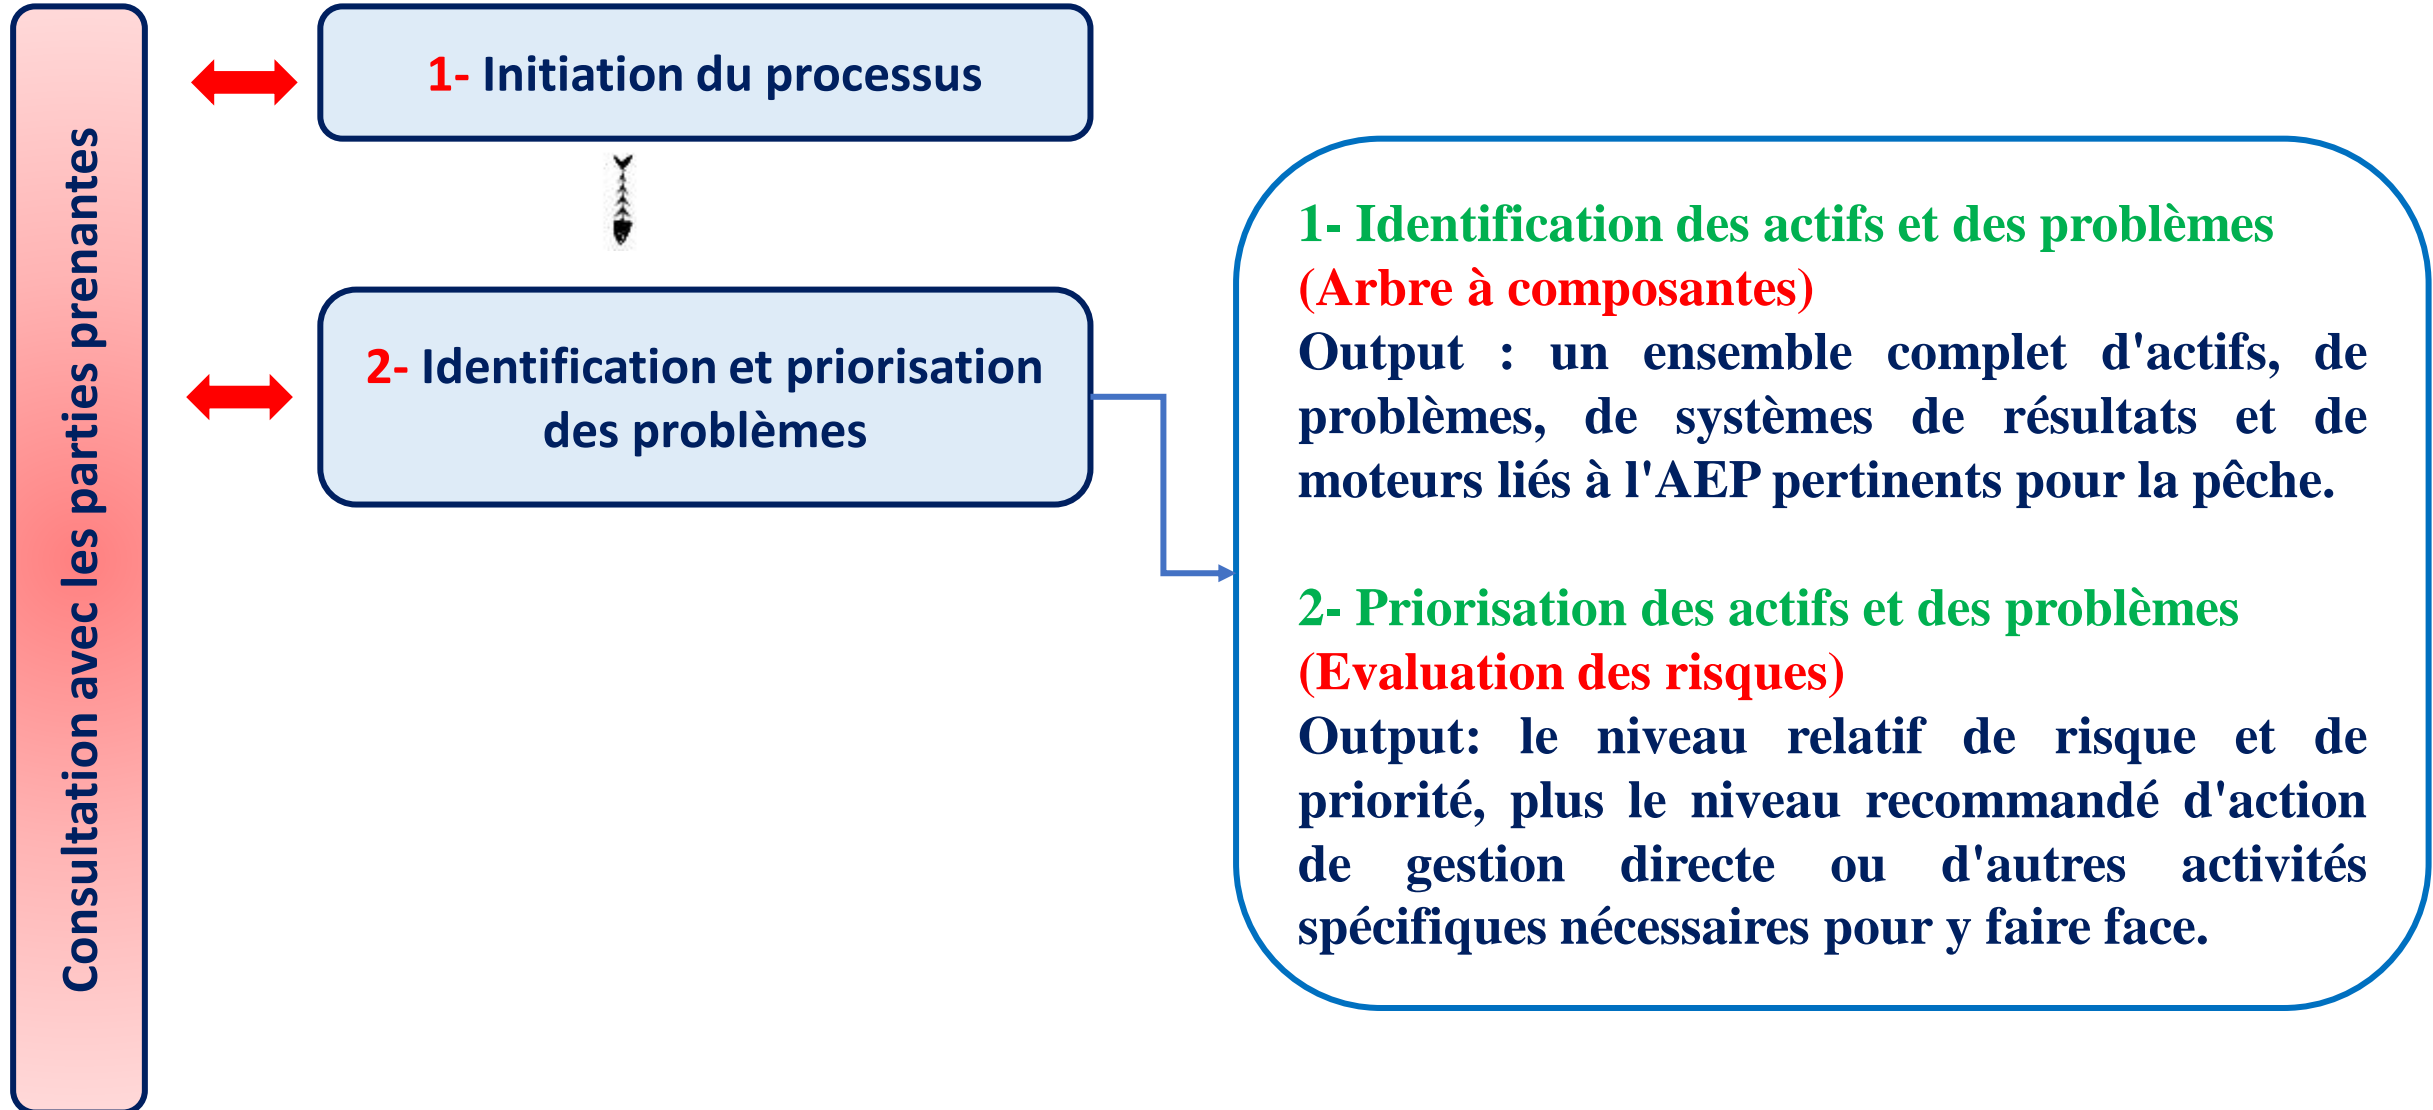 Consultation avec les parties prenantes
1- Initiation du processus
2- Identification et priorisation
des problèmes
1- Identification des actifs et des problèmes
(Arbre à composantes)
Output : un ensemble complet d'actifs, de
problèmes, de systèmes de résultats et de
moteurs liés à l'AEP pertinents pour la pêche.
2- Priorisation des actifs et des problèmes
(Evaluation des risques)
Output: le niveau relatif de risque et de
priorité, plus le niveau recommandé d'action
de gestion directe ou d'autres activités
spécifiques nécessaires pour y faire face.